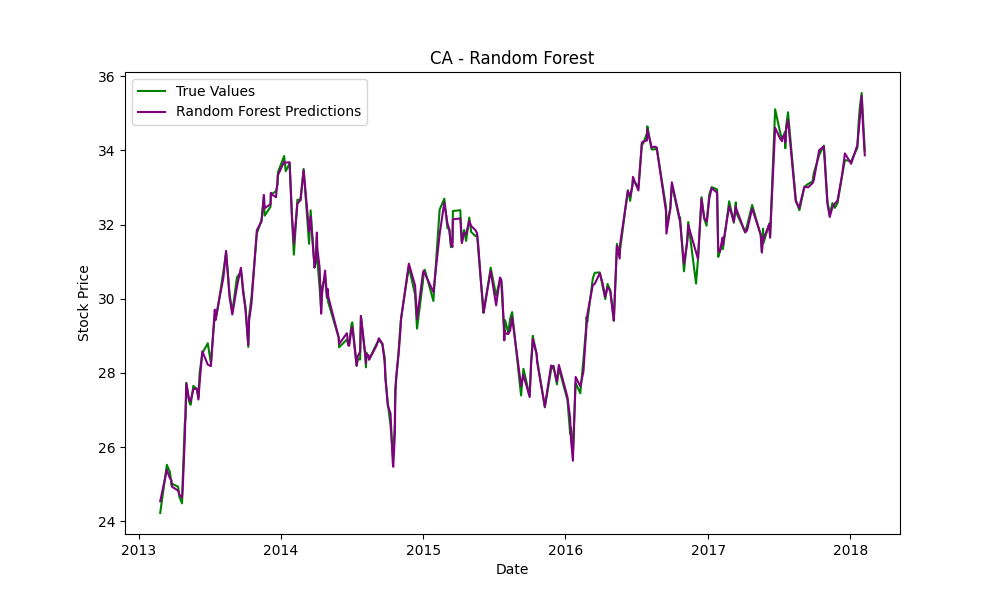 CA - Random Forest
True Values
Random Forest Predictions
36
34
32
30
28
26
24
Stock Price
2013
2014
2015
2016
2017
2018
Date